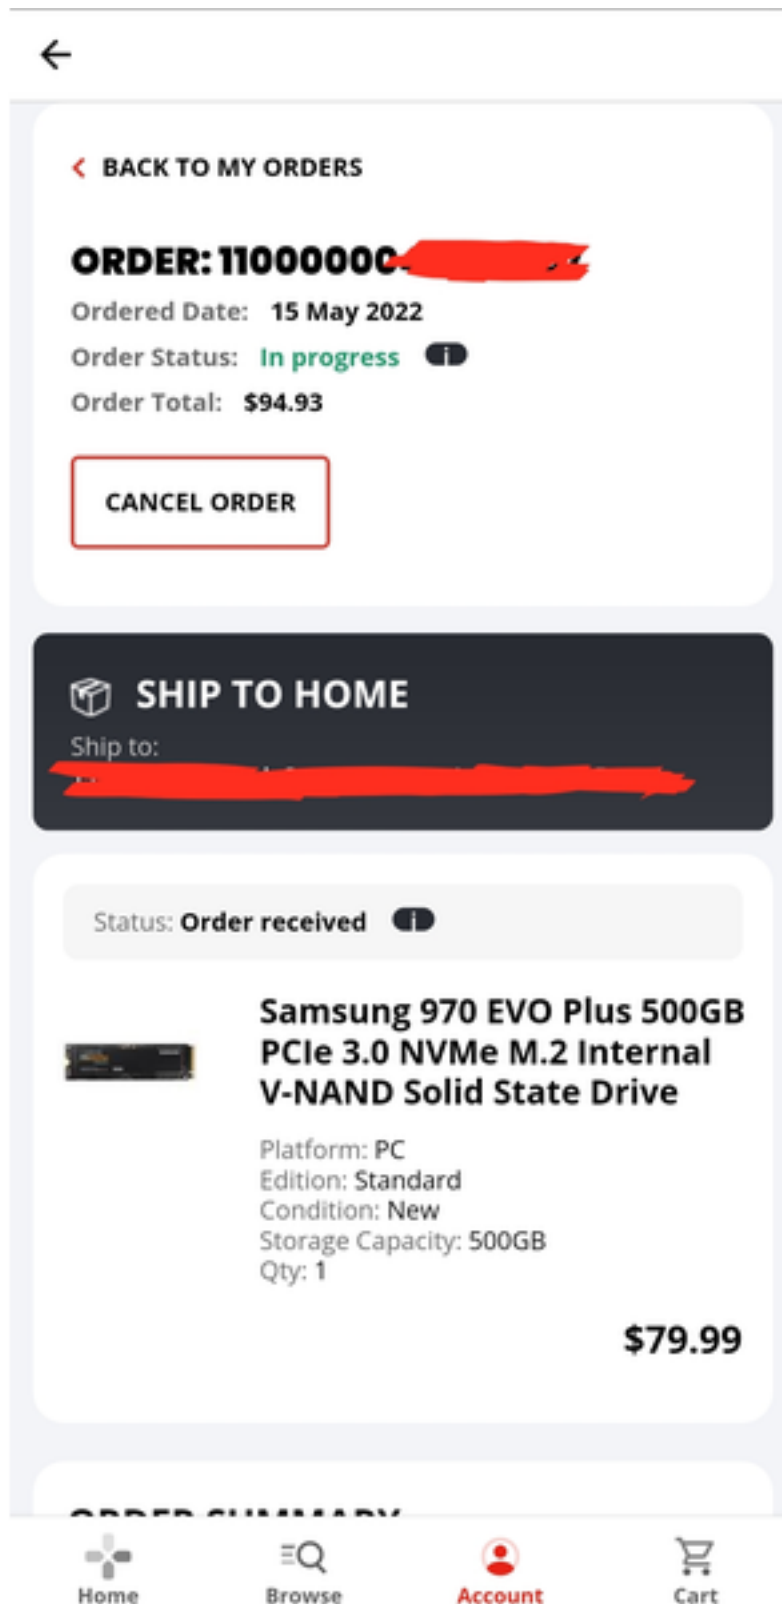 BACK TO MY ORDERS
ORDER: 11000000
Ordered Date: 15 May 2022
Order Status: In progress i
Order Total: $94.93
CANCEL ORDER
SHIP TO HOME
Ship to:
Status: Order received i
Samsung 970 EVO Plus 500GB
PCIe 3.0 NVMe M.2 Internal
V-NAND Solid State Drive
Platform: PC
Edition: Standard
Condition: New
Storage Capacity: 500GB
Qty: 1
$79.99
ORDER SUMMARY
Home Browse Account Cart